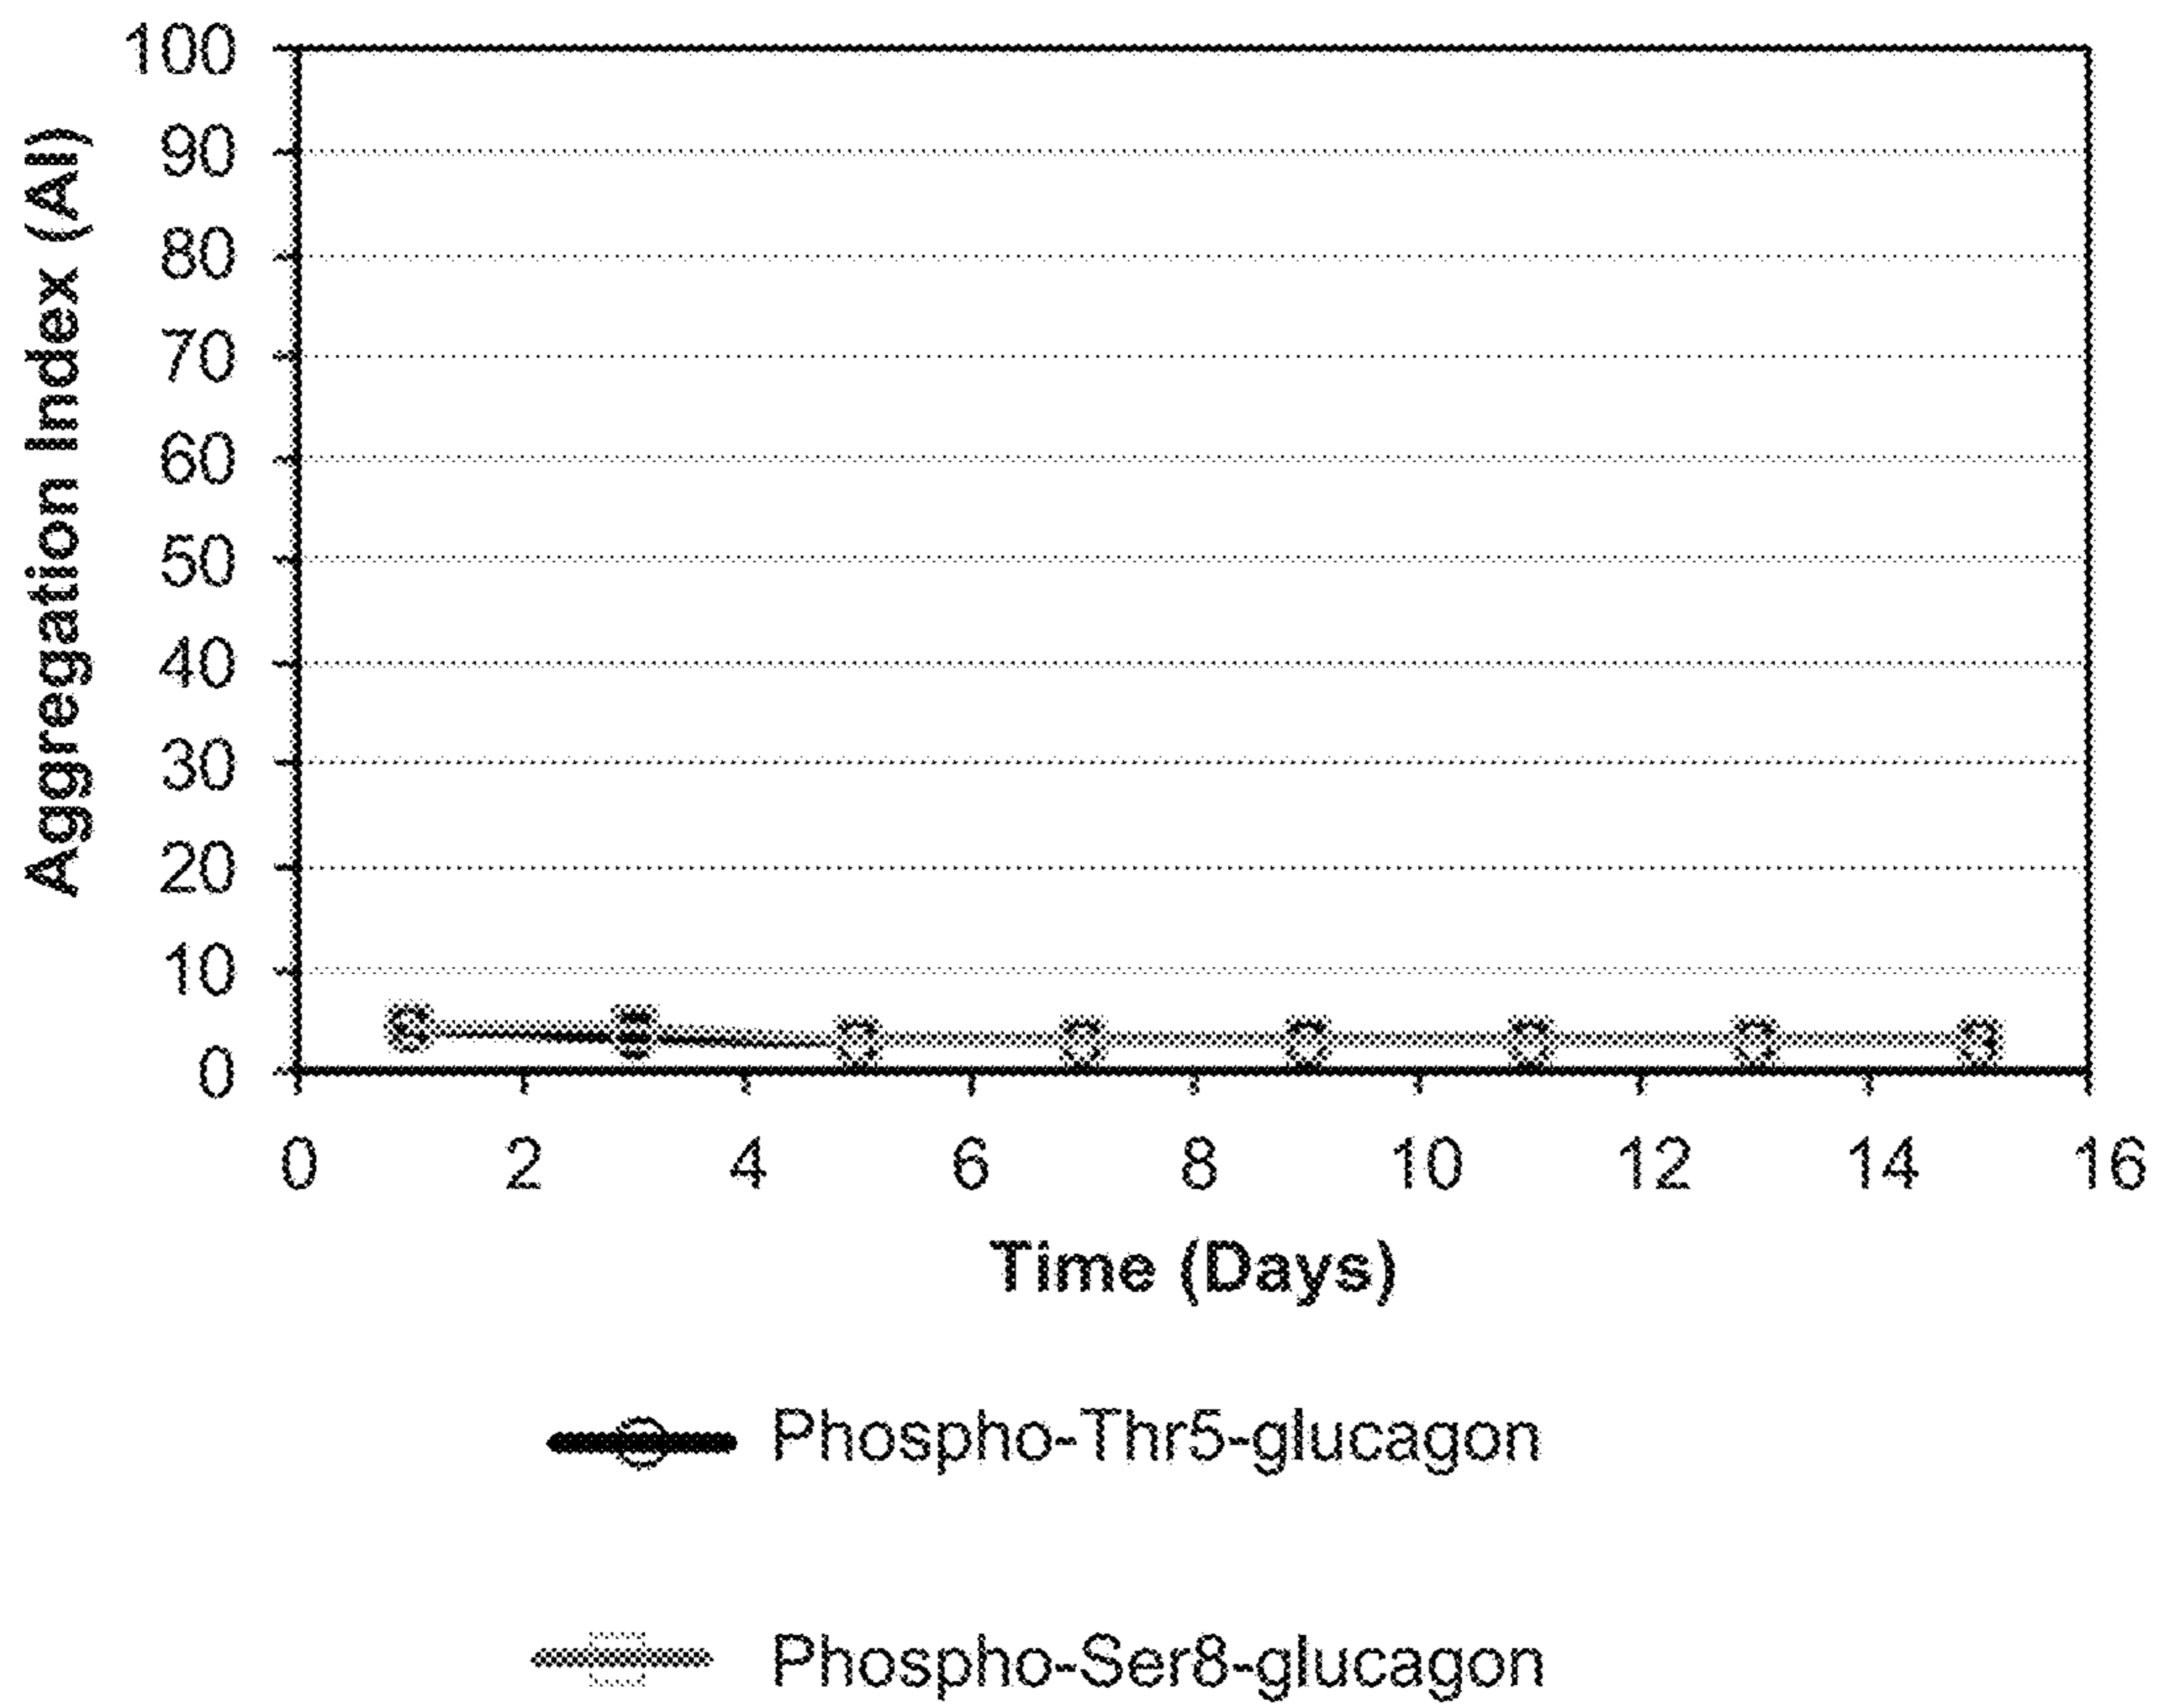 Aggregation Index (AI)
100
90
80
70
60
50
40
30
20
10
0
0 2 4 6 8 10 12 14 16
Time (Days)
Phospho-Thr5-glucagon
Phospho-Ser8-glucagon